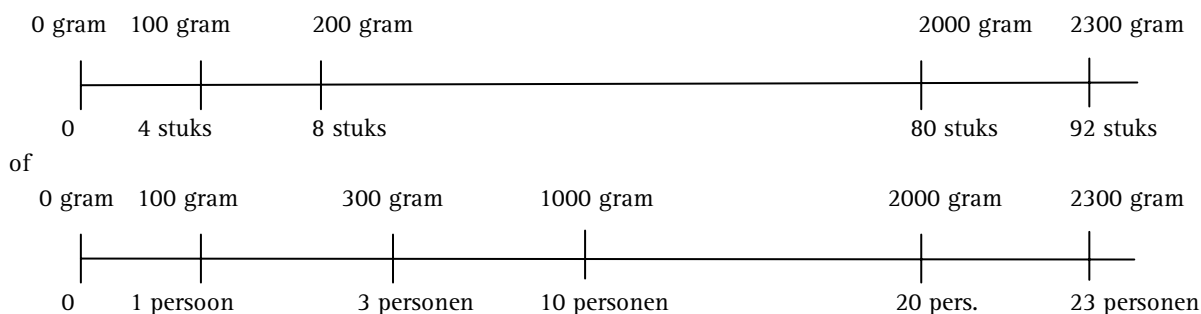 0 gram 100 gram 200 gram 2000 gram 2300 gram
0 4 stuks 8 stuks 80 stuks 92 stuks
of
0 gram 100 gram 300 gram 1000 gram 2000 gram 2300 gram
0 1 persoon 3 personen 10 personen 20 pers. 23 personen